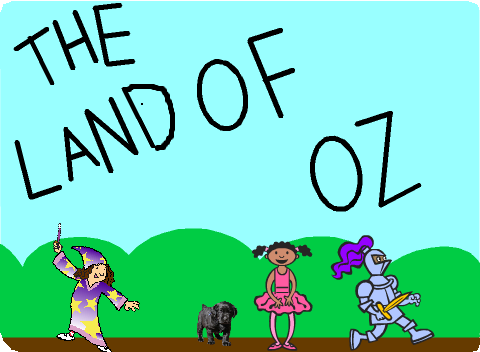 THE
LAND OF
OZ